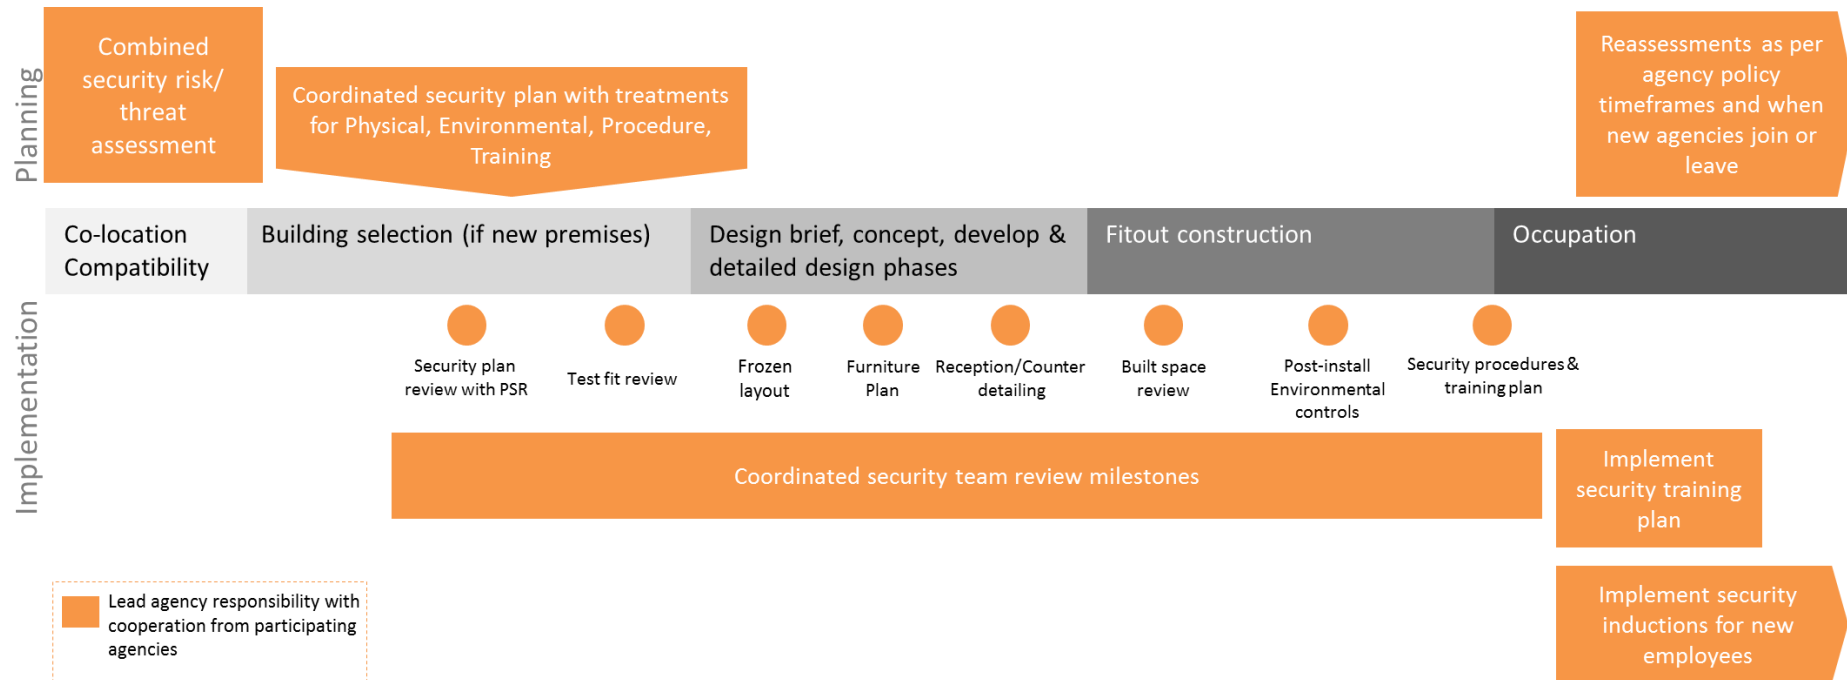 Planning
Combined
security risk/
threat
assessment
Coordinated security plan with treatments
for Physical, Environmental, Procedure,
Training
Reassessments as per
agency policy
timeframes and when
new agencies join or
leave
Co-location
Compatibility
Building selection (if new premises)
Design brief, concept, develop &
detailed design phases
Fitout construction
Occupation
Implementation
Security plan
review with PSR
Test fit review
Frozen
layout
Furniture
Plan
Reception/Counter
detailing
Built space
review
Post-install
Environmental
controls
Security procedures &
training plan
Coordinated security team review milestones
Implement
security training
plan
Lead agency responsibility with
cooperation from participating
agencies
Implement security
inductions for new
employees